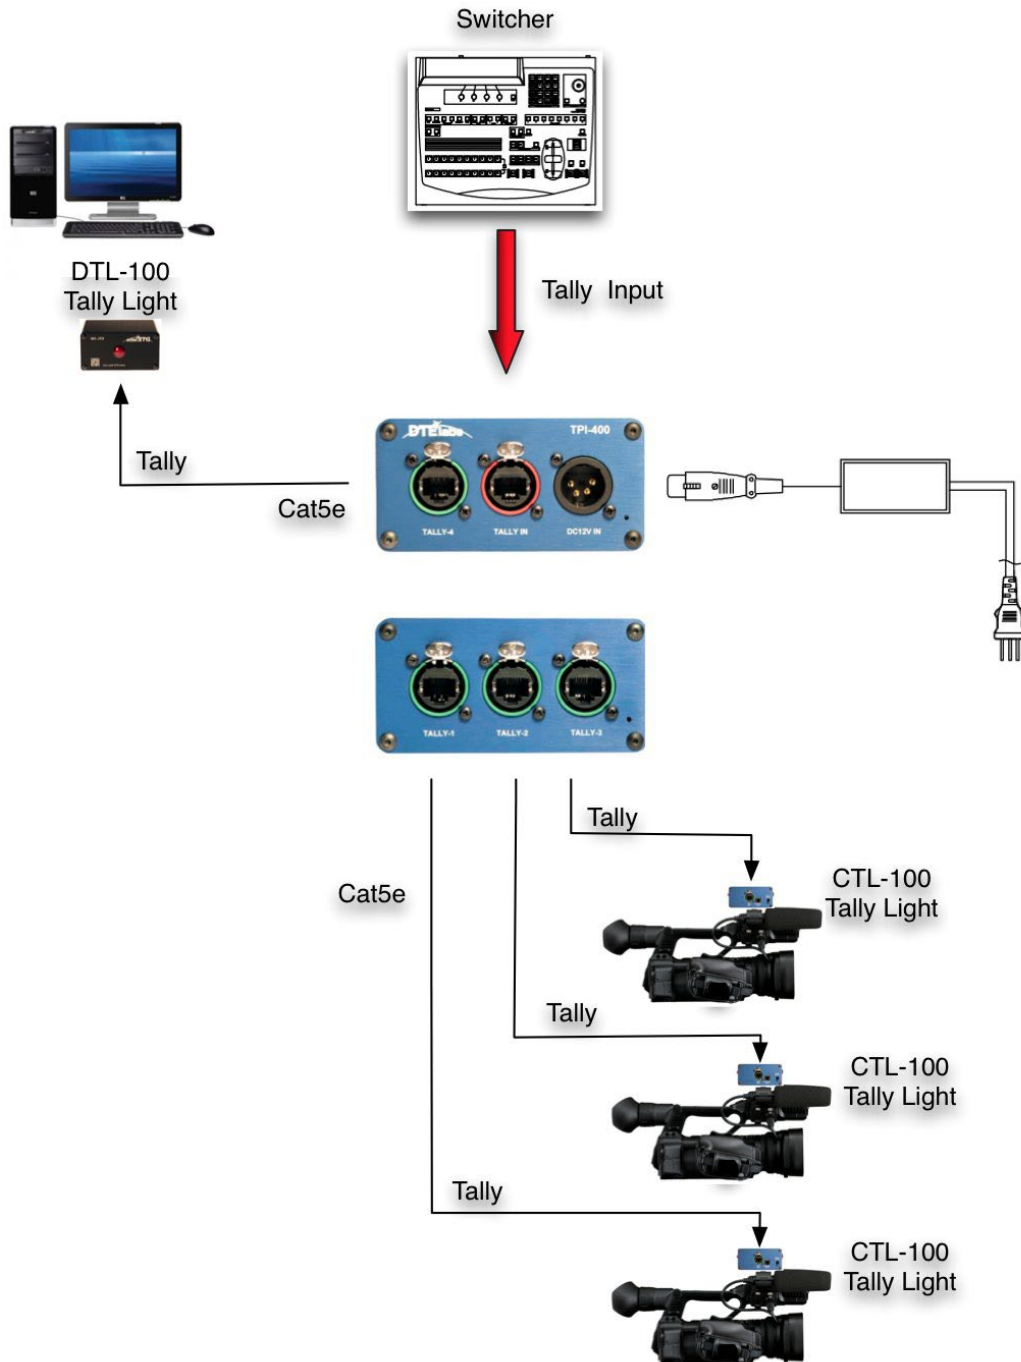 Switcher
DTL-100
Tally Light
Tally Input
Tally
Cat5e
DTE labs
TPI-400
TALLY-4
TALLY IN
DC12V IN
TALLY-1
TALLY-2
TALLY-3
Tally
Cat5e
CTL-100
Tally Light
Tally
CTL-100
Tally Light
Tally
CTL-100
Tally Light